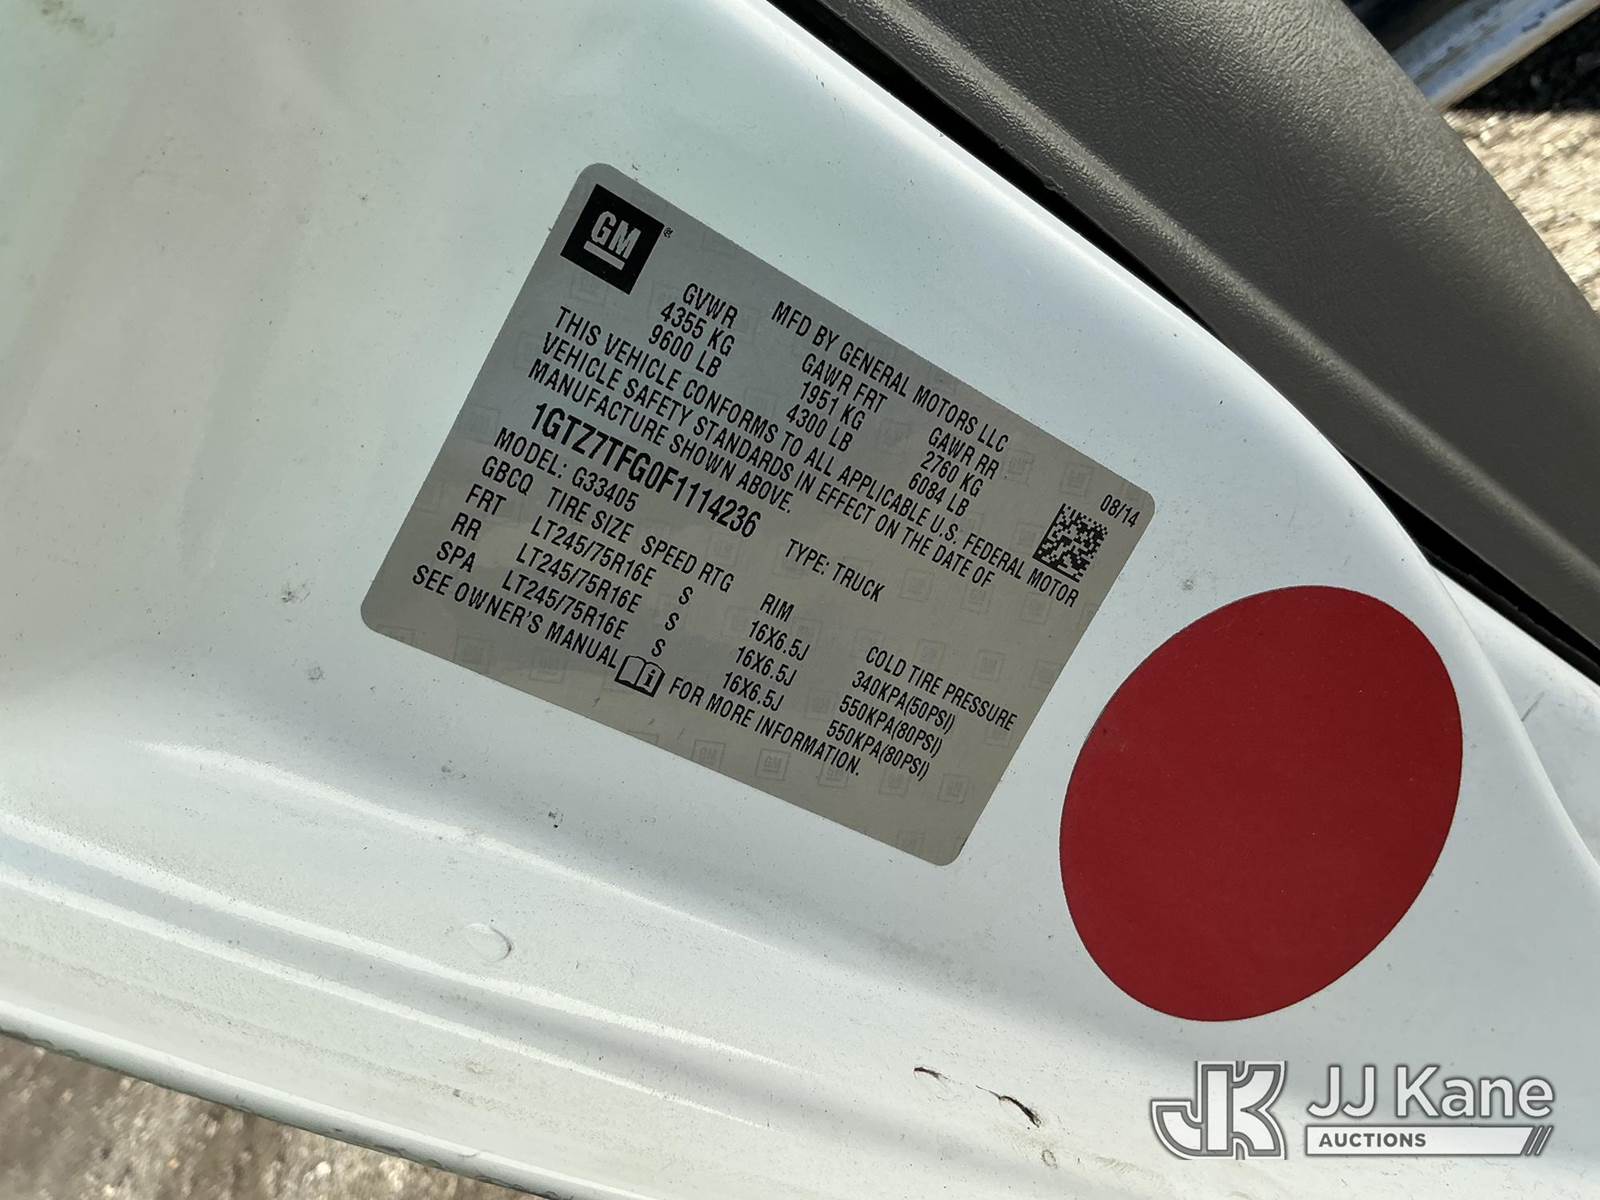 GM®
MFD BY GENERAL MOTORS LLC
08/14
GVWR GAWR FRT GAWR RR
4355 KG 1951 KG 2760 KG
9600 LB 4300 LB 6084 LB
THIS VEHICLE CONFORMS TO ALL APPLICABLE U.S. FEDERAL MOTOR
VEHICLE SAFETY STANDARDS IN EFFECT ON THE DATE OF
MANUFACTURE SHOWN ABOVE.
1GTZ7TFG0F1114236 TYPE: TRUCK
MODEL: G33405
GBCQ TIRE SIZE SPEED RTG RIM COLD TIRE PRESSURE
FRT LT245/75R16E S 16X6.5J 340KPA(50PSI)
RR LT245/75R16E S 16X6.5J 550KPA(80PSI)
SPA LT245/75R16E S 16X6.5J 550KPA(80PSI)
SEE OWNER'S MANUAL FOR MORE INFORMATION.
JK JJ Kane
AUCTIONS